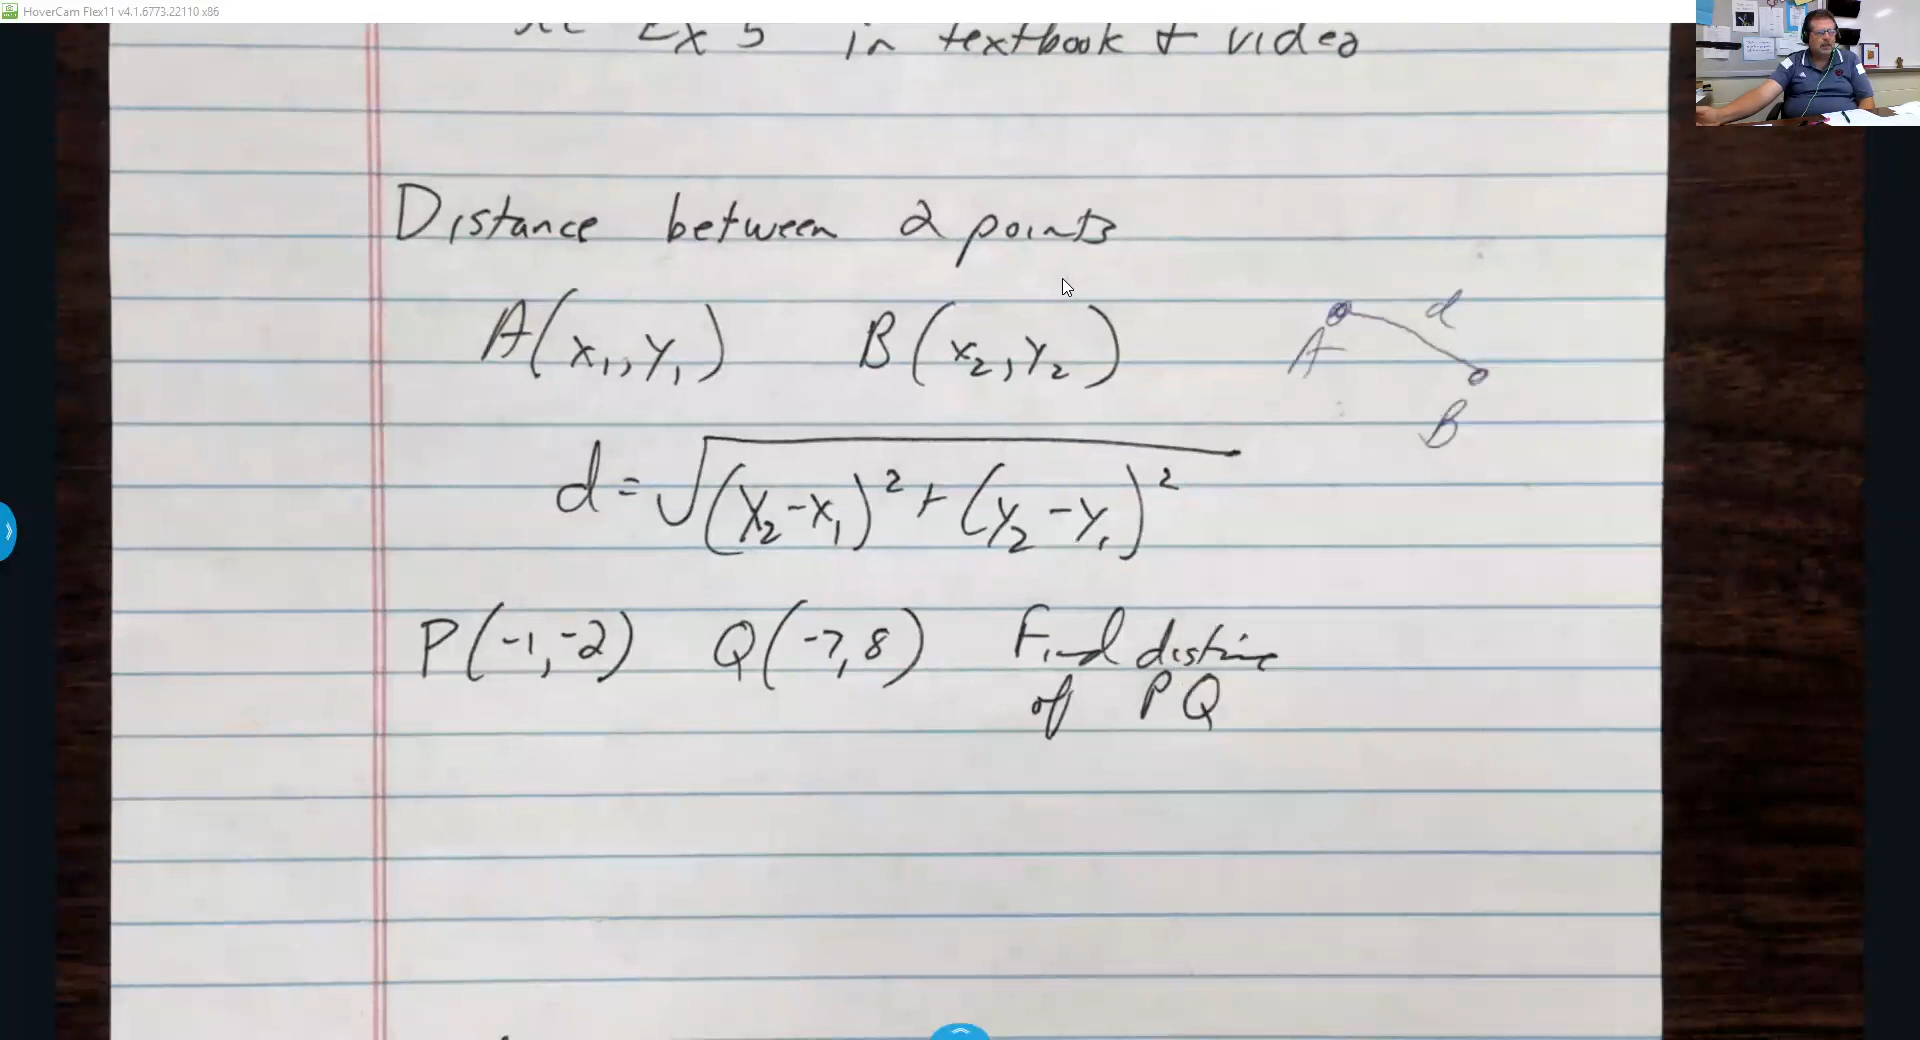 HoverCam Flex11 v4.1.6773.22110 x86
Ex 5 in textbook + video
Distance between 2 points
A(x₁, y₁) B(x₂, y₂)
d
A
B
d = √(x₂ - x₁)² + (y₂ - y₁)²
P(-1, -2) Q(-7, 8) Find distance
of PQ